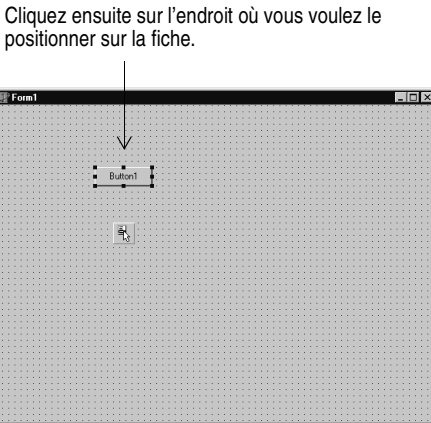 Cliquez ensuite sur l'endroit où vous voulez le
positionner sur la fiche.
Form1
Button1